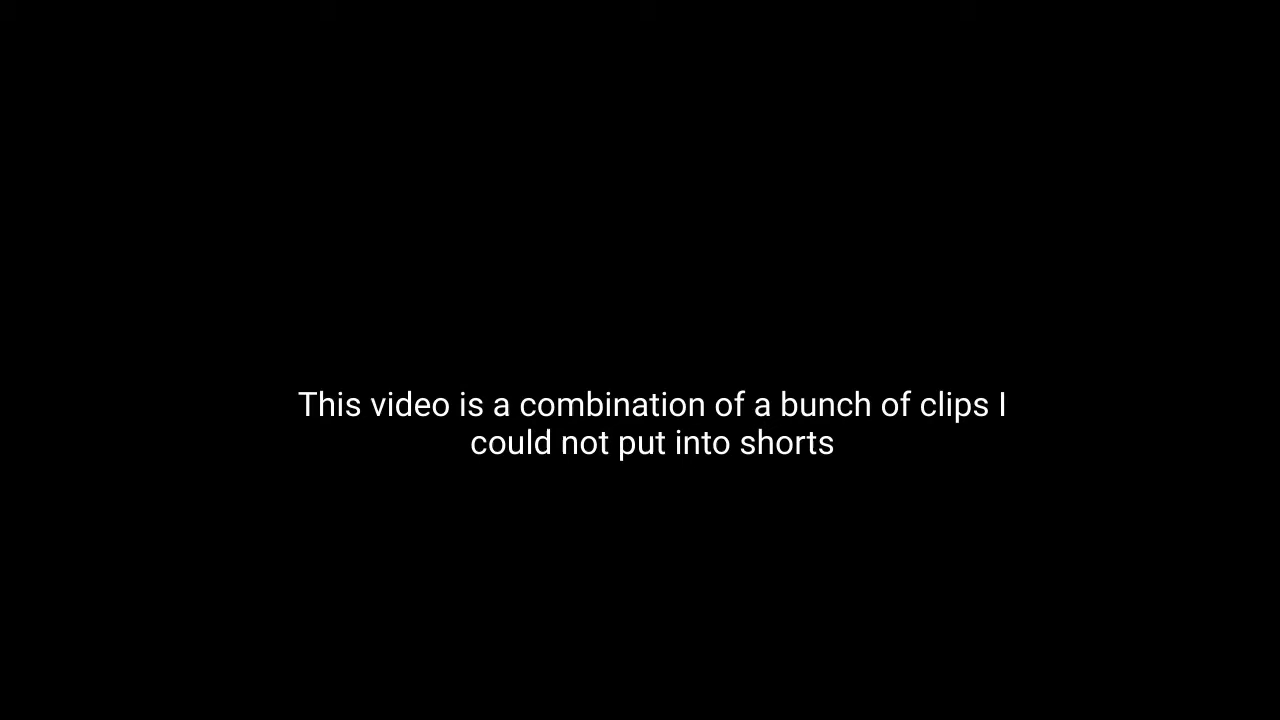 This video is a combination of a bunch of clips I
could not put into shorts